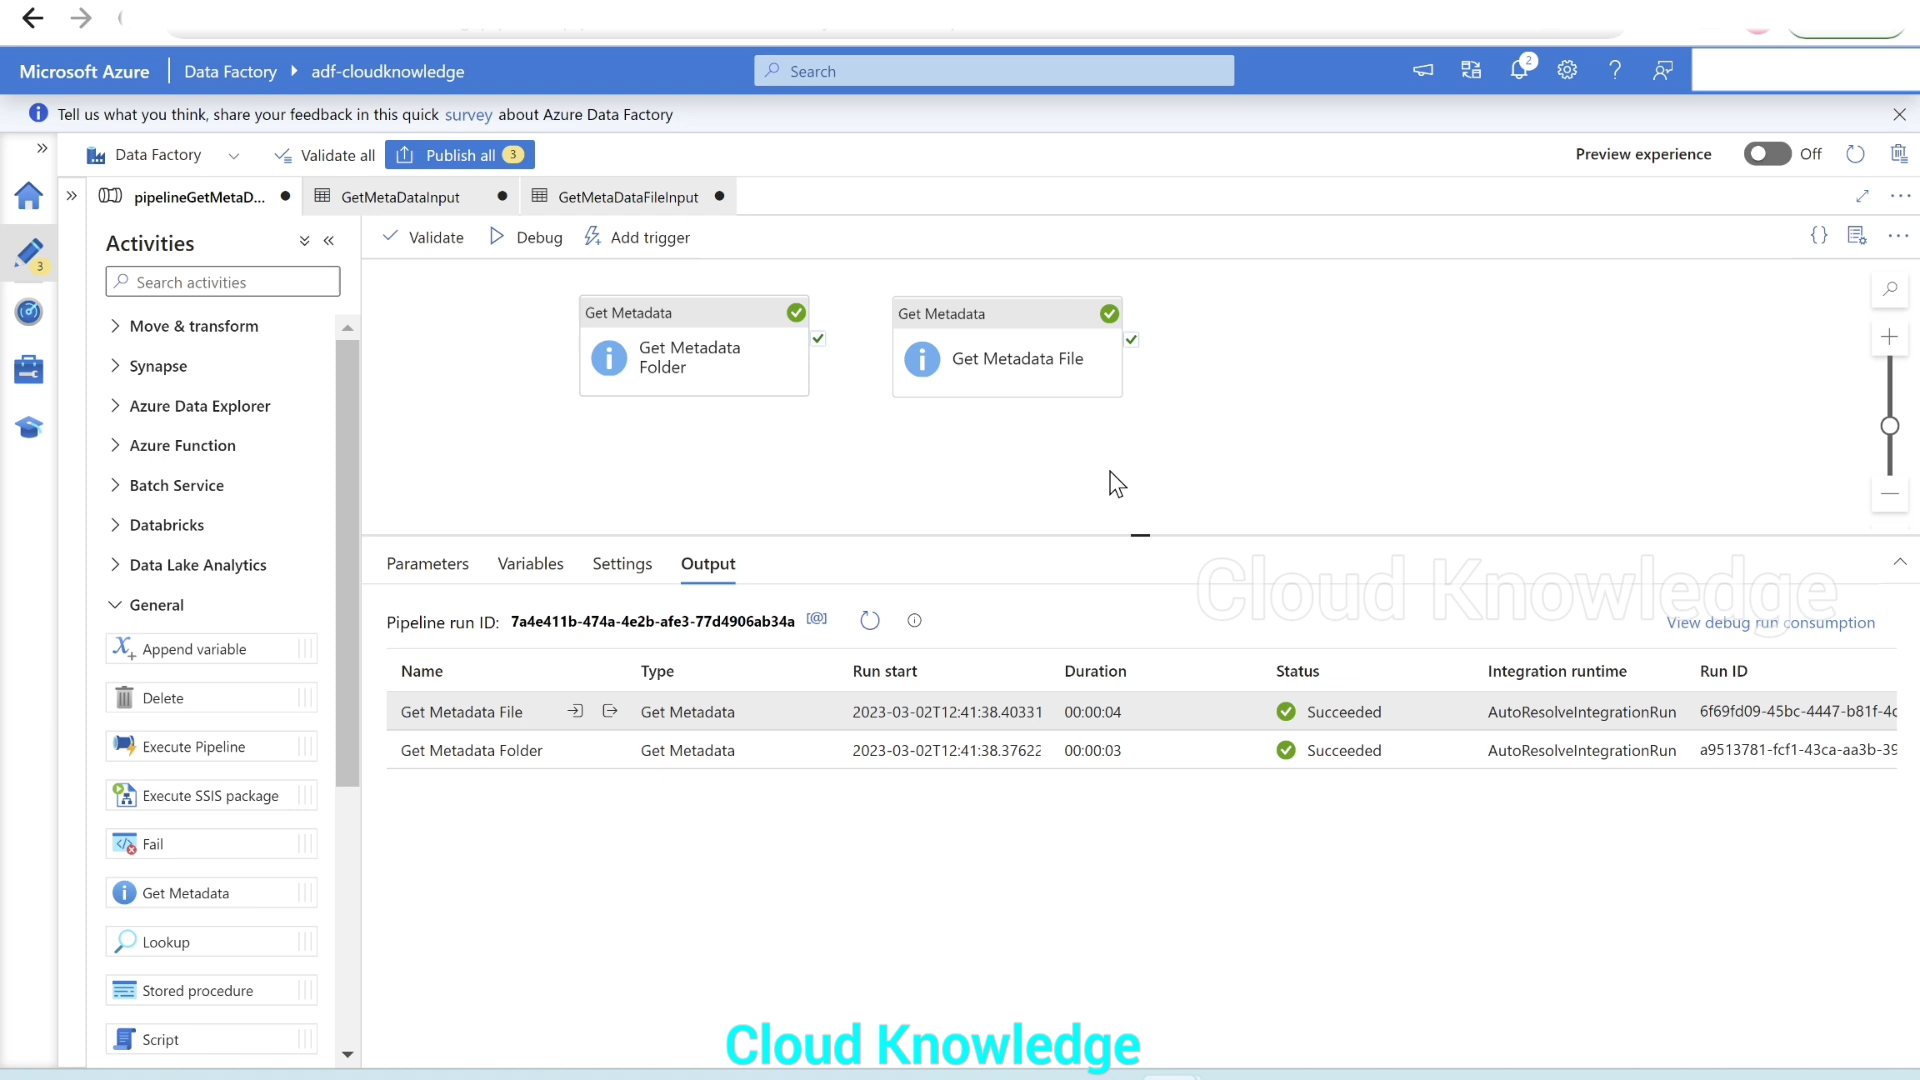 Microsoft Azure | Data Factory adf-cloudknowledge
Search
2
Tell us what you think, share your feedback in this quick survey about Azure Data Factory
Data Factory
Validate all
Publish all 3
Preview experience
Off
pipelineGetMetaD...
GetMetaDataInput
GetMetaDataFileInput
Activities
Validate
Debug
Add trigger
3
Search activities
Move & transform
Synapse
Azure Data Explorer
Azure Function
Batch Service
Databricks
Data Lake Analytics
General
Append variable
Delete
Execute Pipeline
Execute SSIS package
Fail
Get Metadata
Lookup
Stored procedure
Script
Get Metadata
Get Metadata
Folder
Get Metadata
Get Metadata File
Parameters Variables Settings Output
Cloud Knowledge
Pipeline run ID: 7a4e411b-474a-4e2b-afe3-77d4906ab34a
View debug run consumption
Name Type Run start Duration Status Integration runtime Run ID
Get Metadata File Get Metadata 2023-03-02T12:41:38.40331 00:00:04 Succeeded AutoResolveIntegrationRun 6f69fd09-45bc-4447-b81f-4c
Get Metadata Folder Get Metadata 2023-03-02T12:41:38.37622 00:00:03 Succeeded AutoResolveIntegrationRun a9513781-fcf1-43ca-aa3b-39
Cloud Knowledge